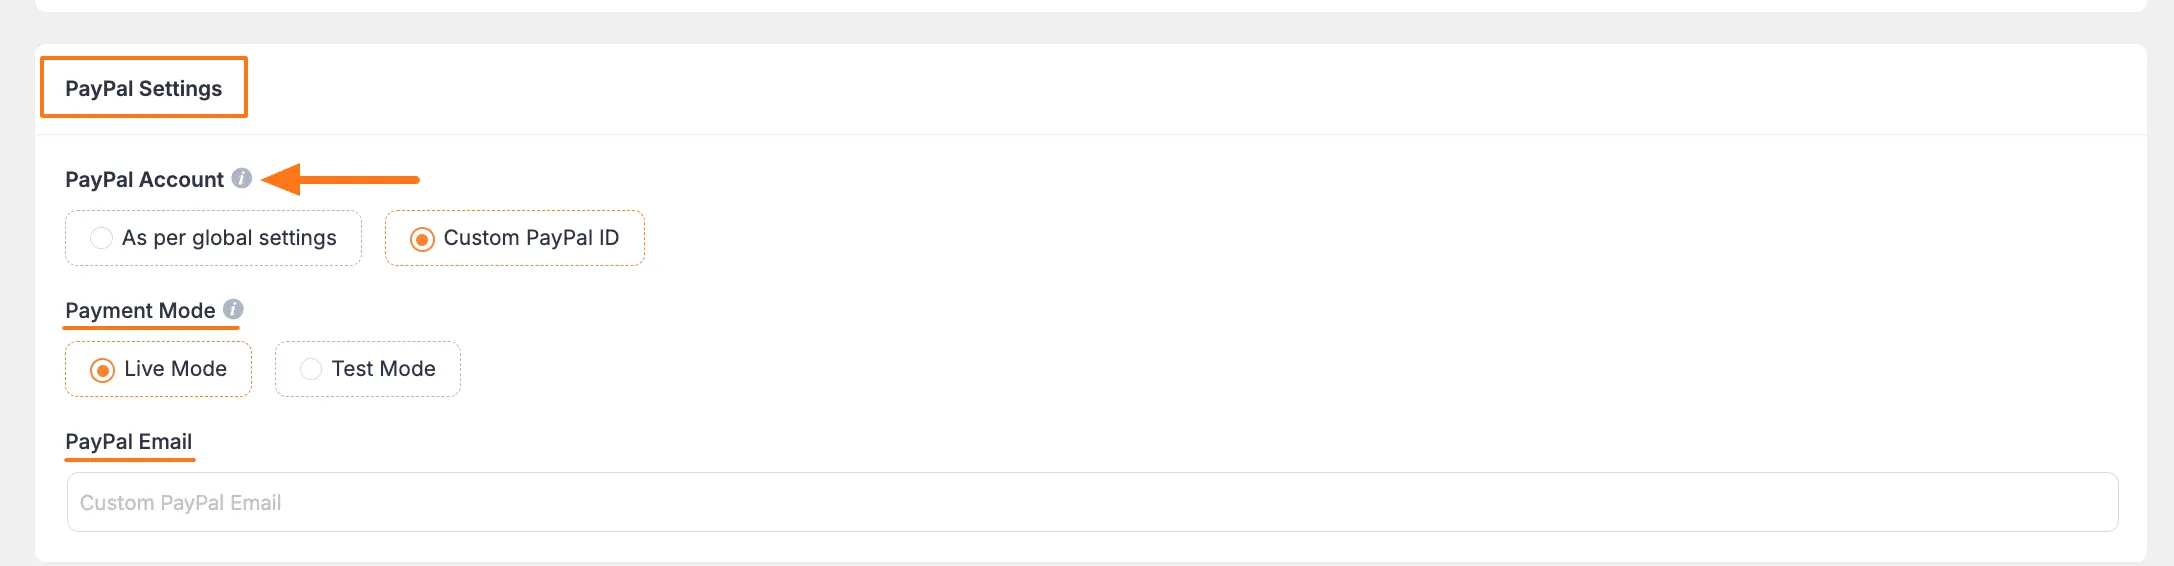 PayPal Settings
PayPal Account
As per global settings Custom PayPal ID
Payment Mode
Live Mode Test Mode
PayPal Email
Custom PayPal Email